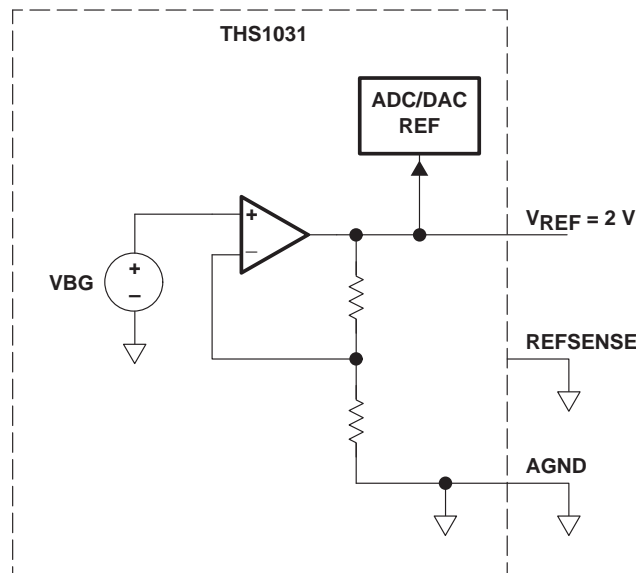 THS1031
ADC/DAC
REF
+
−
VREF = 2 V
VBG
+
−
REFSENSE
AGND